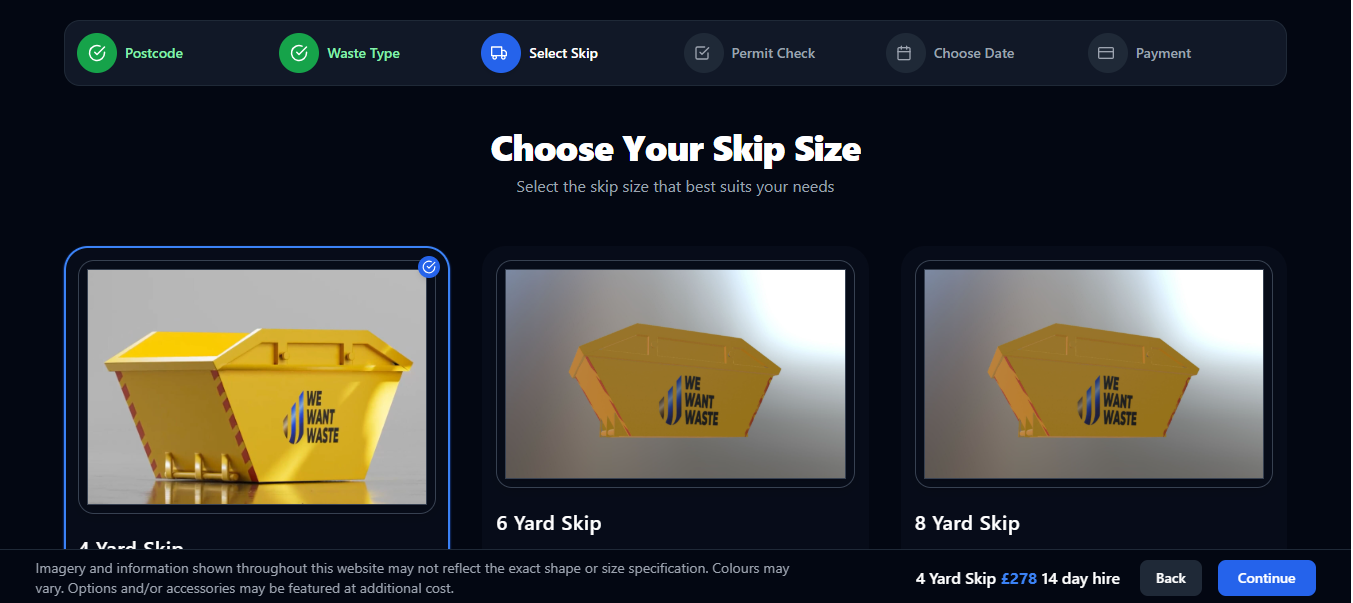 Postcode
Waste Type
Select Skip
Permit Check
Choose Date
Payment
Choose Your Skip Size
Select the skip size that best suits your needs
WE
WANT
WASTE
WE
WANT
WASTE
WE
WANT
WASTE
4 Yard Skip
6 Yard Skip
8 Yard Skip
Imagery and information shown throughout this website may not reflect the exact shape or size specification. Colours may
vary. Options and/or accessories may be featured at additional cost.
4 Yard Skip £278 14 day hire
Back
Continue